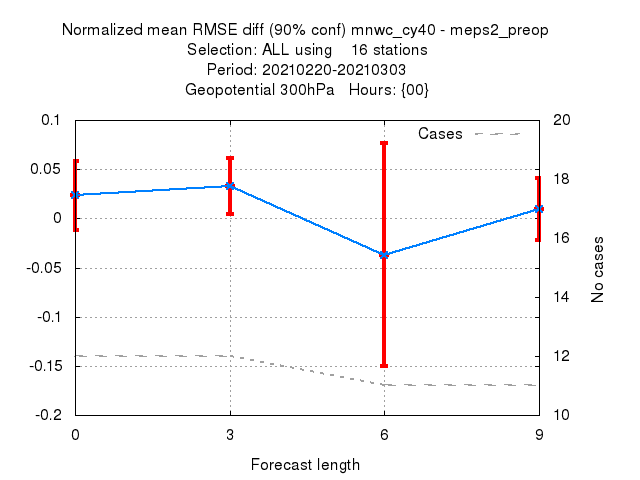 Normalized mean RMSE diff (90% conf) mnwc_cy40 - meps2_preop
Selection: ALL using    16 stations
Period: 20210220-20210303
Geopotential 300hPa   Hours: {00}
Cases
0.1
0.05
0
-0.05
-0.1
-0.15
-0.2
20
18
16
14
12
10
No cases
0 3 6 9
Forecast length